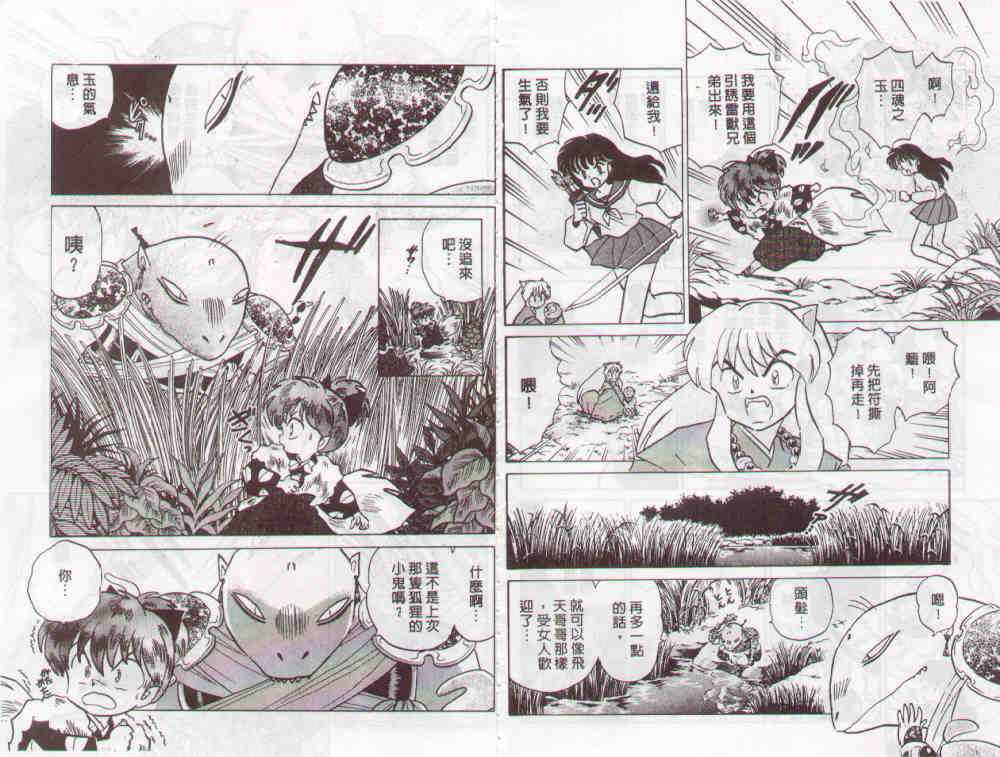 啊！
四魂之
玉…
我要用這個
引誘雷獸兄
弟出來！
還給我！
否則我要
生氣了！
喂！阿
籬！
先把符撕
掉再走！
喂！
嗯！
頭髮…
再多一點
的話，
就可以像飛
天哥哥那樣
，受女人歡
迎了…
玉的氣
息…
沒追來
吧…
咦？
什麼啊…
這不是上次
那隻狐狸的
小鬼嗎？
你…